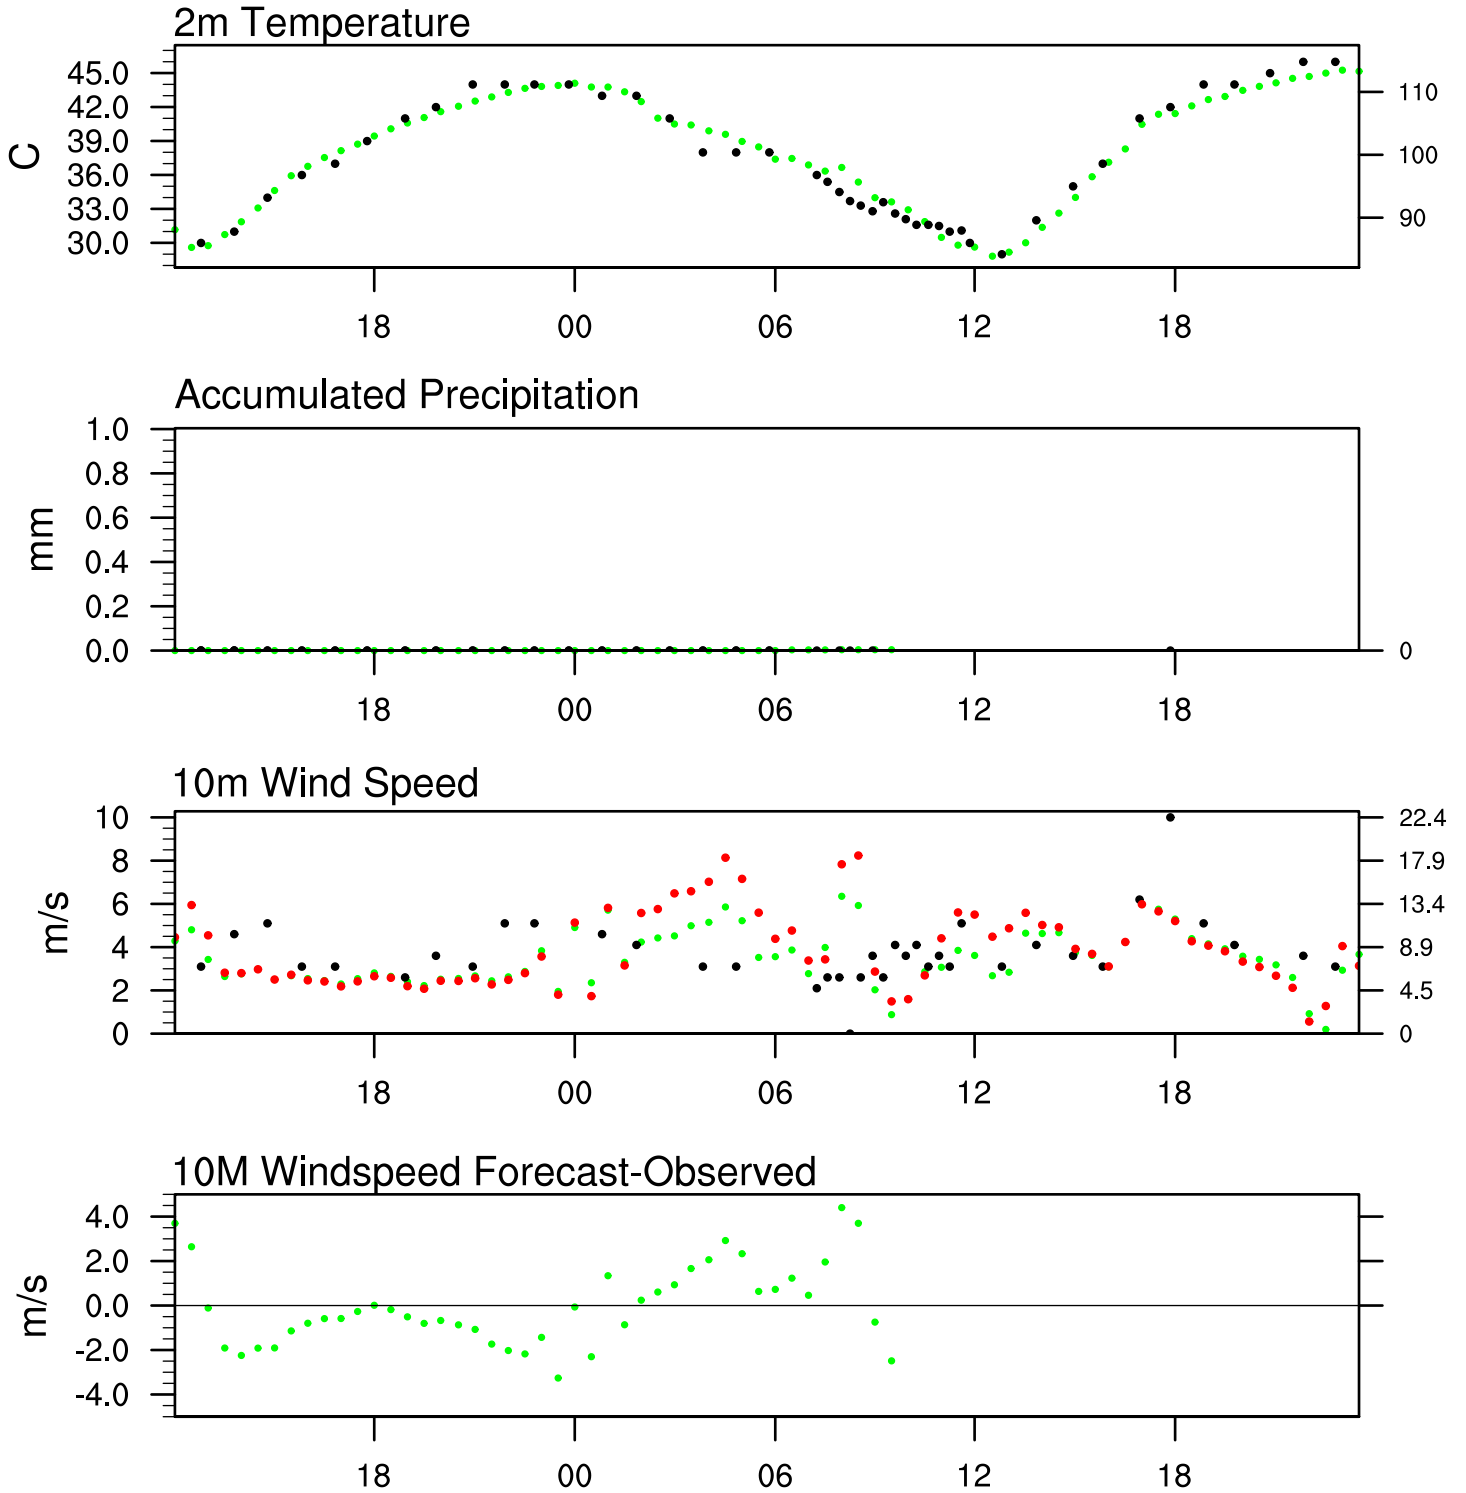 2m Temperature
C
45.0
42.0
39.0
36.0
33.0
30.0
110
100
90
18 00 06 12 18
Accumulated Precipitation
mm
1.0
0.8
0.6
0.4
0.2
0.0
0
18 00 06 12 18
10m Wind Speed
m/s
10
8
6
4
2
0
22.4
17.9
13.4
8.9
4.5
0
18 00 06 12 18
10M Windspeed Forecast-Observed
m/s
4.0
2.0
0.0
-2.0
-4.0
18 00 06 12 18